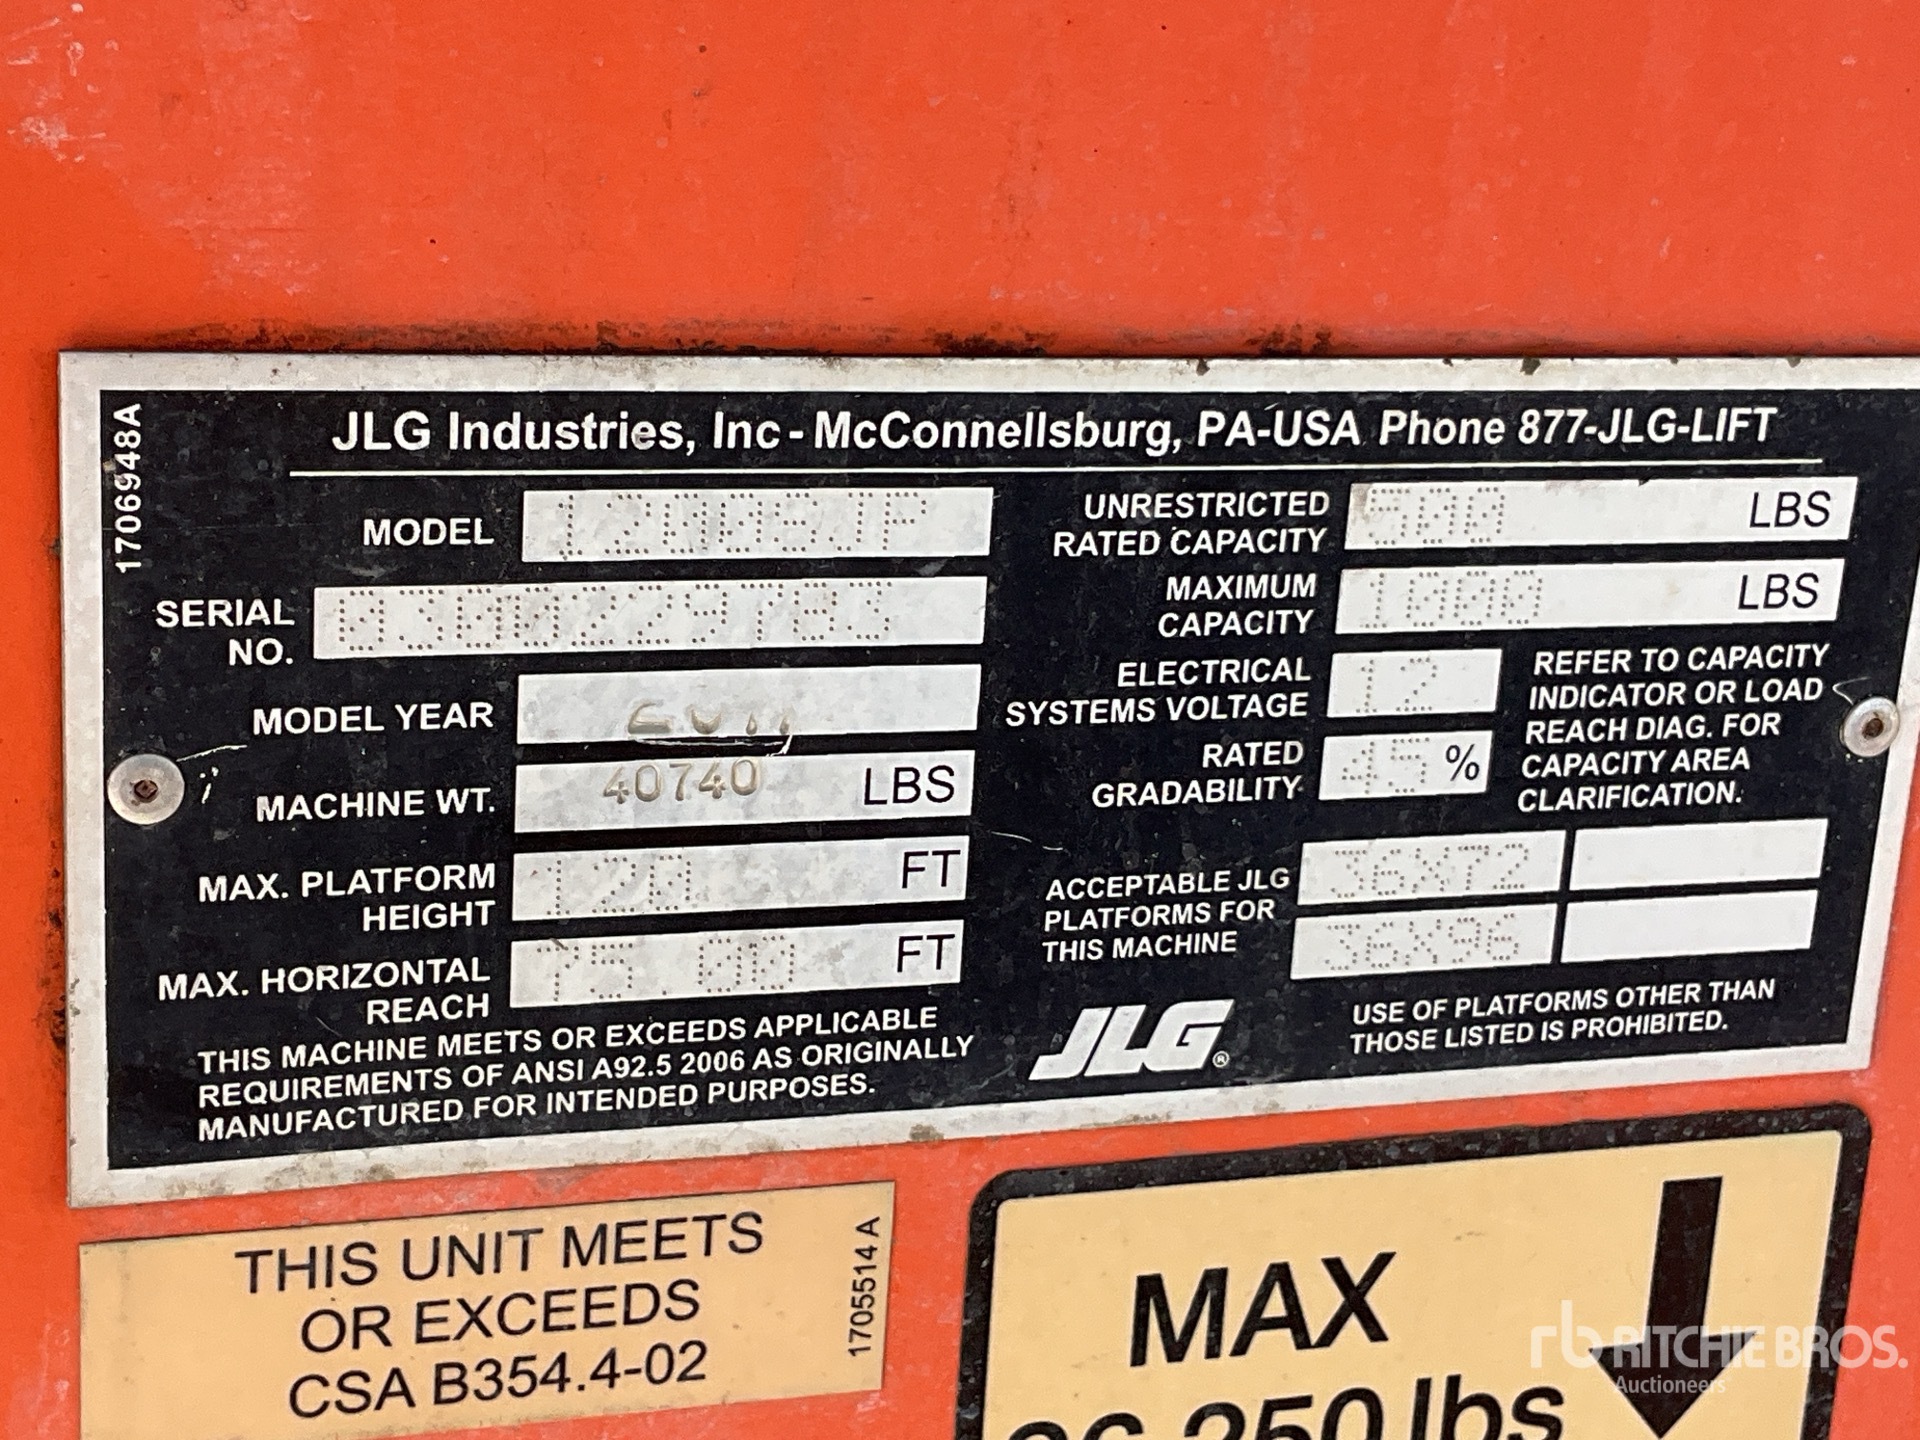 1706948A
JLG Industries, Inc - McConnellsburg, PA-USA Phone 877-JLG-LIFT
MODEL 1200SJP
SERIAL NO. 0300229783
MODEL YEAR
MACHINE WT. 40740 LBS
MAX. PLATFORM HEIGHT 120 FT
MAX. HORIZONTAL REACH 75.00 FT
THIS MACHINE MEETS OR EXCEEDS APPLICABLE
REQUIREMENTS OF ANSI A92.5 2006 AS ORIGINALLY
MANUFACTURED FOR INTENDED PURPOSES.
UNRESTRICTED RATED CAPACITY 500 LBS
MAXIMUM CAPACITY 1000 LBS
ELECTRICAL SYSTEMS VOLTAGE 12
RATED GRADABILITY 45 %
REFER TO CAPACITY
INDICATOR OR LOAD
REACH DIAG. FOR
CAPACITY AREA
CLARIFICATION.
ACCEPTABLE JLG
PLATFORMS FOR
THIS MACHINE
36X72
36X96
JLG®
USE OF PLATFORMS OTHER THAN
THOSE LISTED IS PROHIBITED.
THIS UNIT MEETS
OR EXCEEDS
CSA B354.4-02
1705514 A
MAX
250 lbs
rb RITCHIE BROS.
Auctioneers